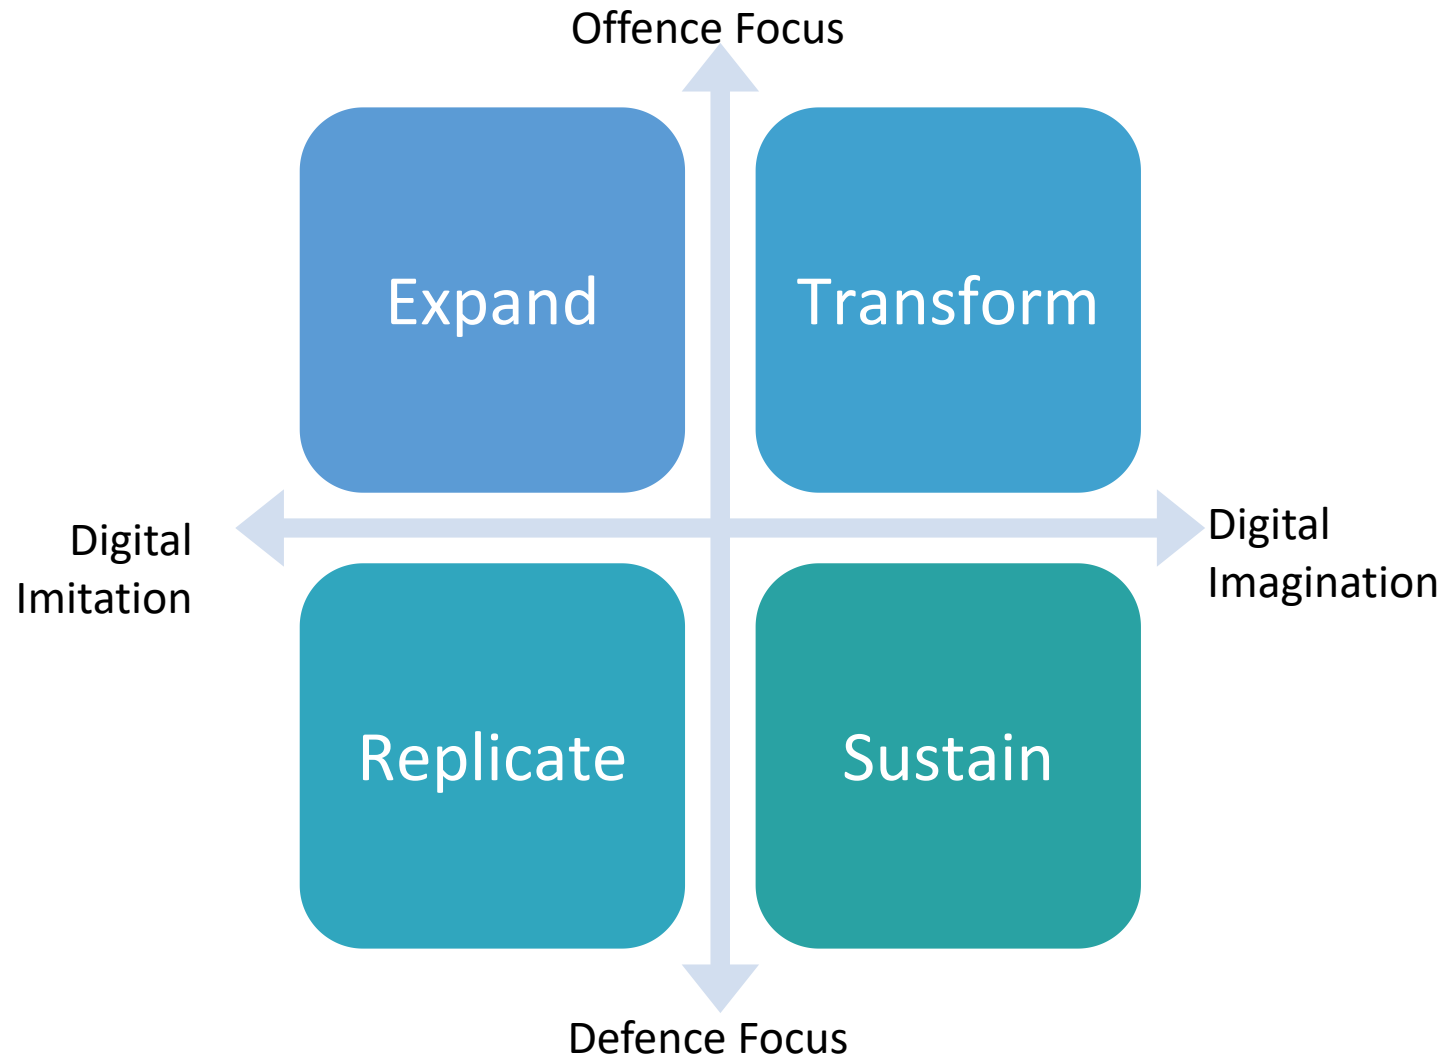 Offence Focus
Expand
Transform
Digital
Imitation
Digital
Imagination
Replicate
Sustain
Defence Focus